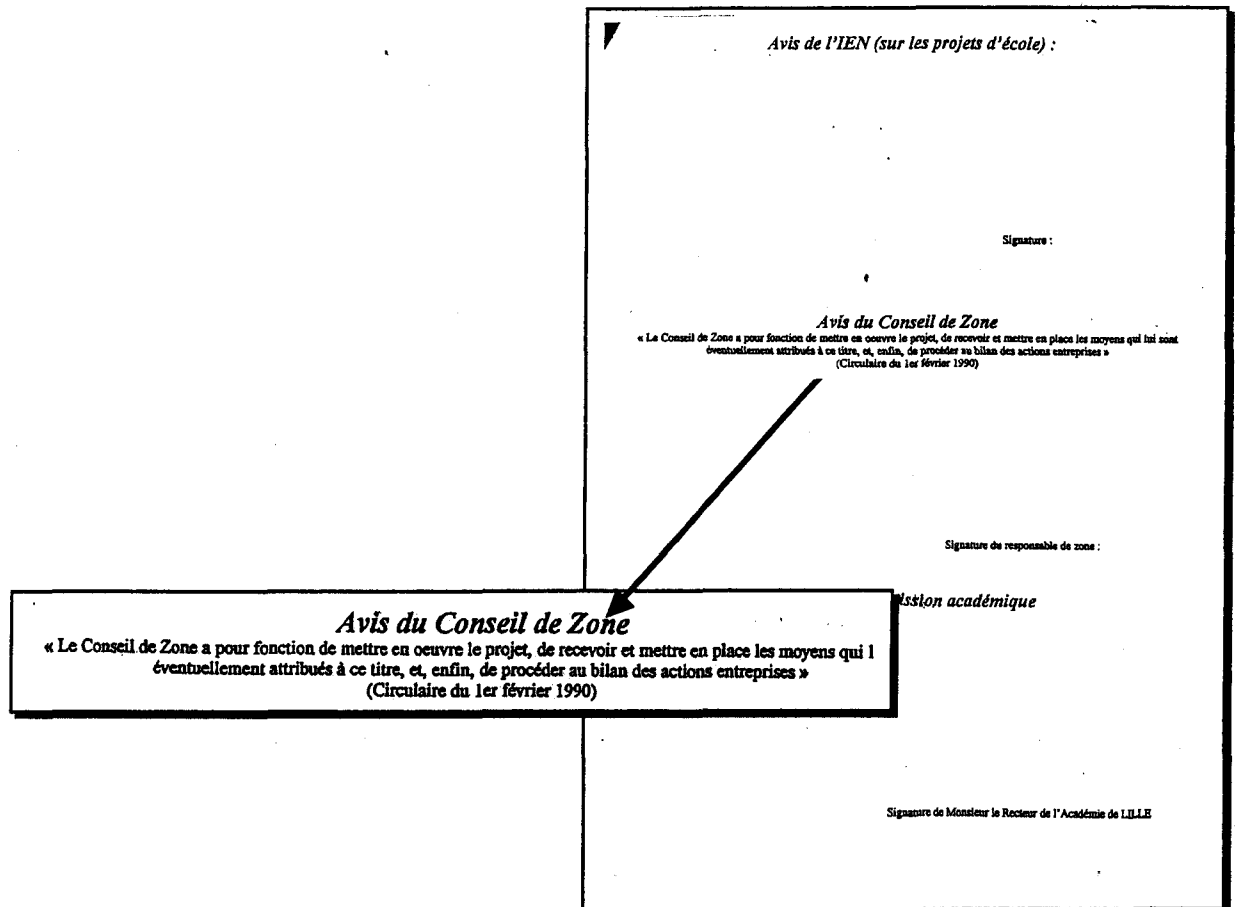 Avis de l'IEN (sur les projets d'école) :
Signature :
Avis du Conseil de Zone
« Le Conseil de Zone a pour fonction de mettre en oeuvre le projet, de recevoir et mettre en place les moyens qui lui sont
éventuellement attribués à ce titre, et, enfin, de procéder au bilan des actions entreprises »
(Circulaire du 1er février 1990)
Signature du responsable de zone :
ission académique
Avis du Conseil de Zone
« Le Conseil de Zone a pour fonction de mettre en oeuvre le projet, de recevoir et mettre en place les moyens qui l
éventuellement attribués à ce titre, et, enfin, de procéder au bilan des actions entreprises »
(Circulaire du 1er février 1990)
Signature de Monsieur le Recteur de l'Académie de LILLE